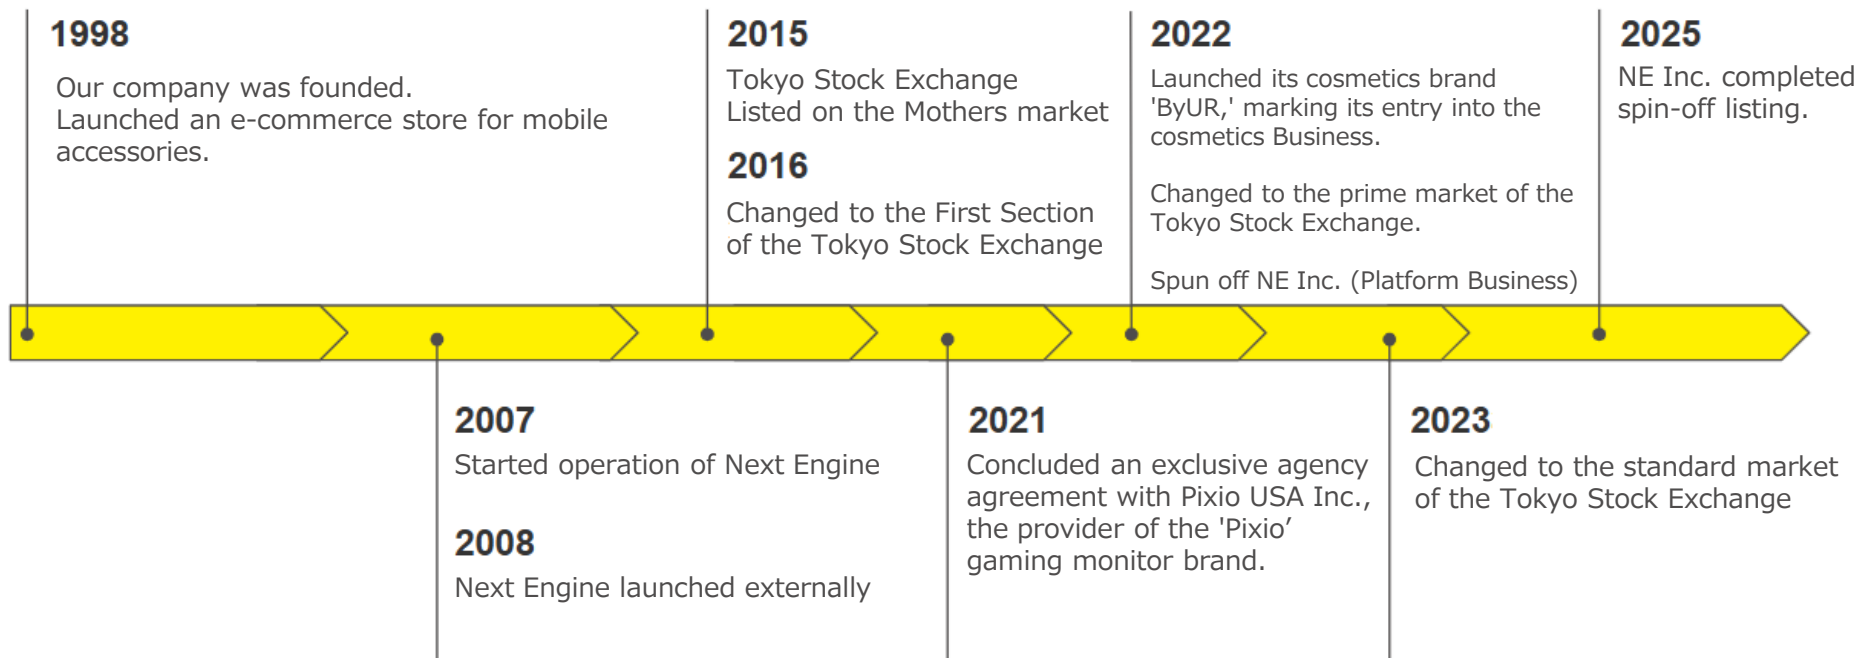 1998
Our company was founded.
Launched an e-commerce store for mobile
accessories.
2007
Started operation of Next Engine
2008
Next Engine launched externally
2015
Tokyo Stock Exchange
Listed on the Mothers market
2016
Changed to the First Section
of the Tokyo Stock Exchange
2021
Concluded an exclusive agency
agreement with Pixio USA Inc.,
the provider of the 'Pixio’
gaming monitor brand.
2022
Launched its cosmetics brand
'ByUR,' marking its entry into the
cosmetics Business.
Changed to the prime market of the
Tokyo Stock Exchange.
Spun off NE Inc. (Platform Business)
2023
Changed to the standard market
of the Tokyo Stock Exchange
2025
NE Inc. completed
spin-off listing.